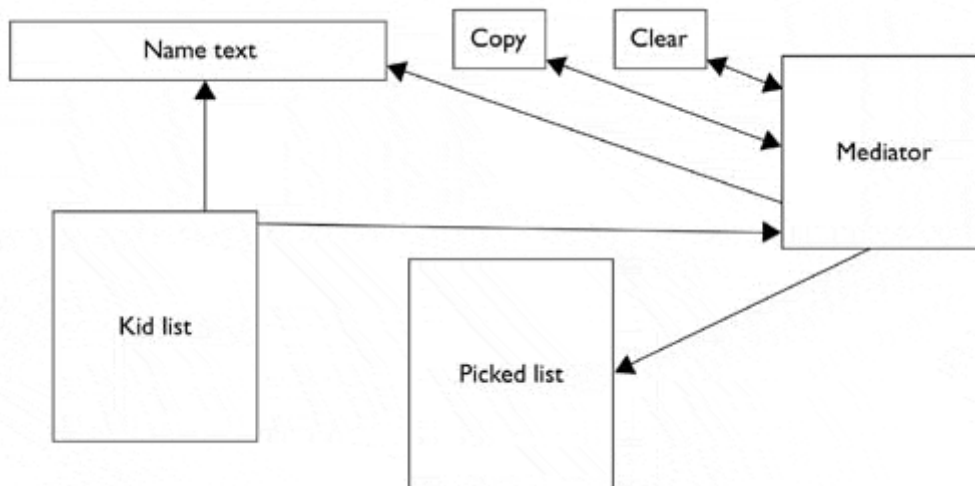 Name text
Copy
Clear
Mediator
Kid list
Picked list